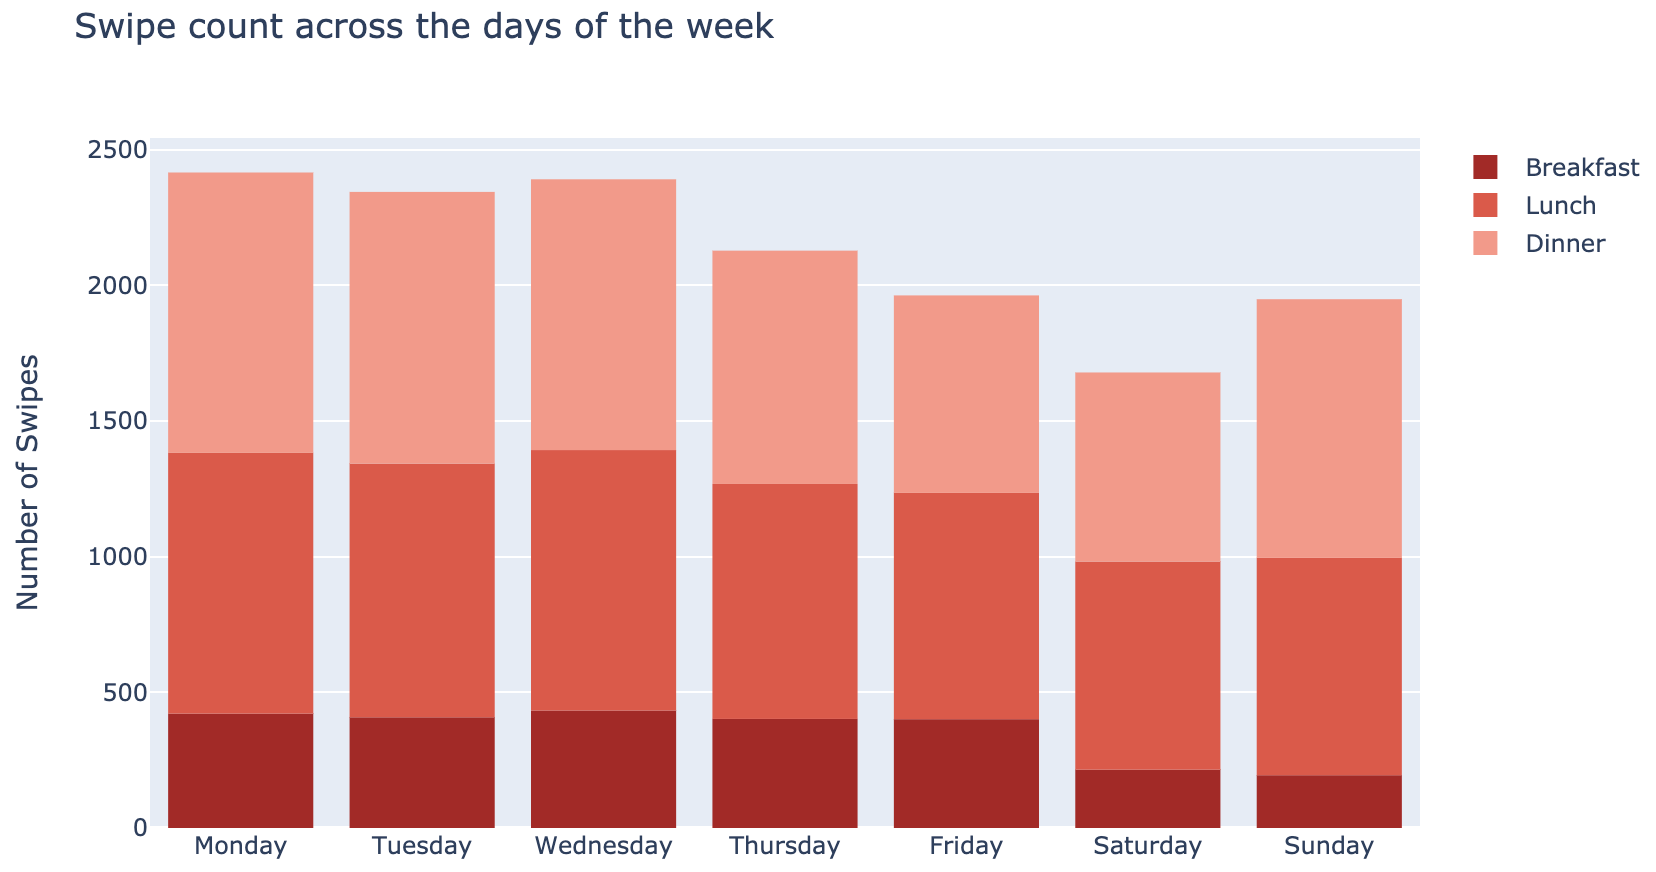 Swipe count across the days of the week
Number of Swipes
2500
2000
1500
1000
500
0
Monday
Tuesday
Wednesday
Thursday
Friday
Saturday
Sunday
Breakfast
Lunch
Dinner